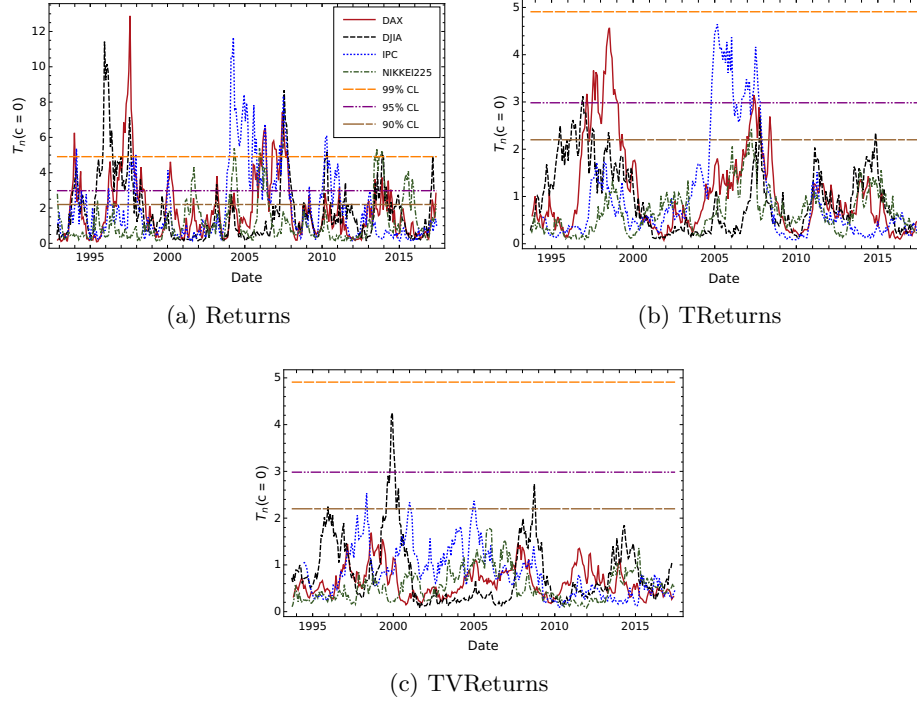 DAX
DJIA
IPC
NIKKEI225
99% CL
95% CL
90% CL
12
10
8
6
4
2
0
T_n(c = 0)
1995 2000 2005 2010 2015
Date
(a) Returns
5
4
3
2
1
0
T_n(c = 0)
1995 2000 2005 2010 2015
Date
(b) TReturns
5
4
3
2
1
0
T_n(c = 0)
1995 2000 2005 2010 2015
Date
(c) TVReturns